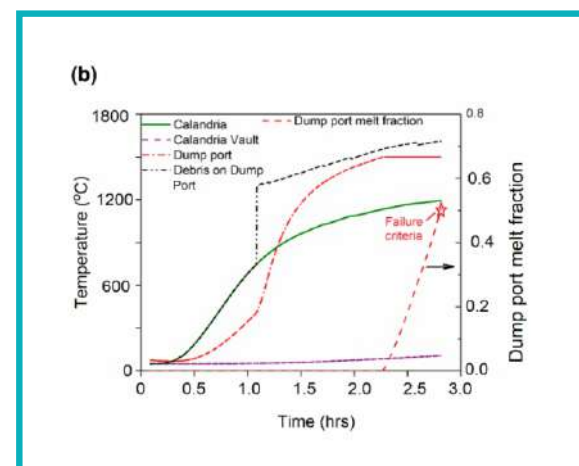 (b)
1800
1200
600
0
Temperature (ºC)
Calandria
Calandria Vault
Dump port
Debris on Dump
Port
Dump port melt fraction
Failure
criteria
0.8
0.6
0.4
0.2
0.0
Dump port melt fraction
0.0 0.5 1.0 1.5 2.0 2.5 3.0
Time (hrs)